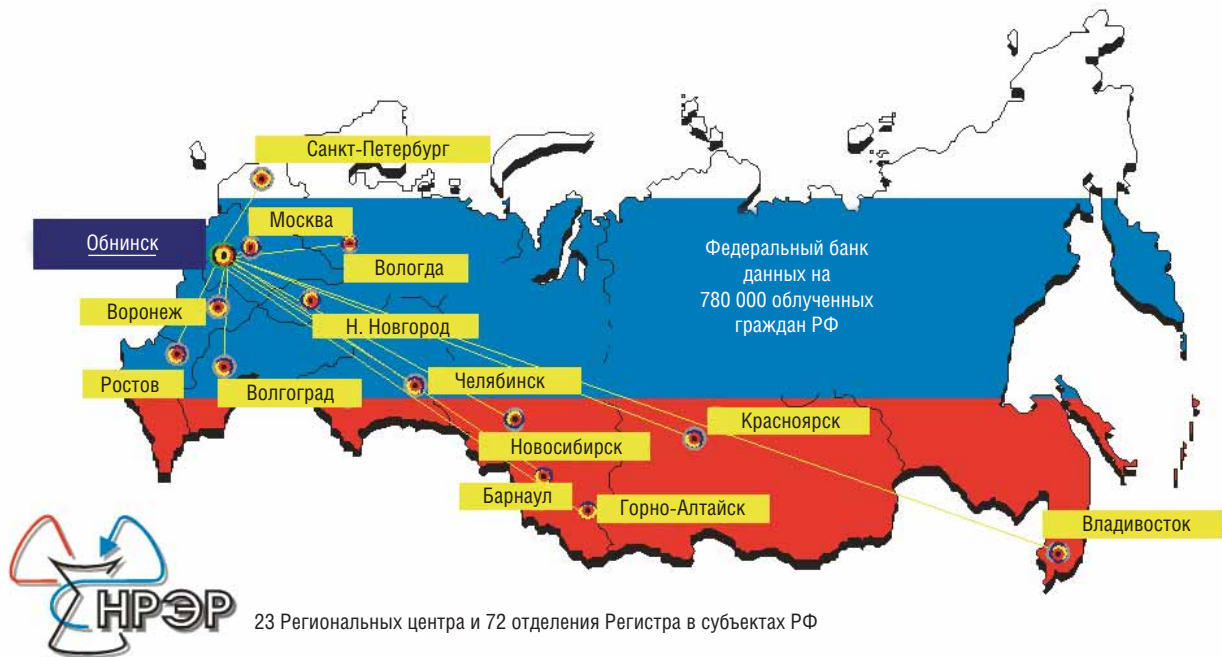 Санкт-Петербург
Москва
Обнинск
Вологда
Федеральный банк
данных на
780 000 облученных
граждан РФ
Воронеж
Н. Новгород
Ростов
Волгоград
Челябинск
Красноярск
Новосибирск
Барнаул
Горно-Алтайск
Владивосток
НРЭР
23 Региональных центра и 72 отделения Регистра в субъектах РФ